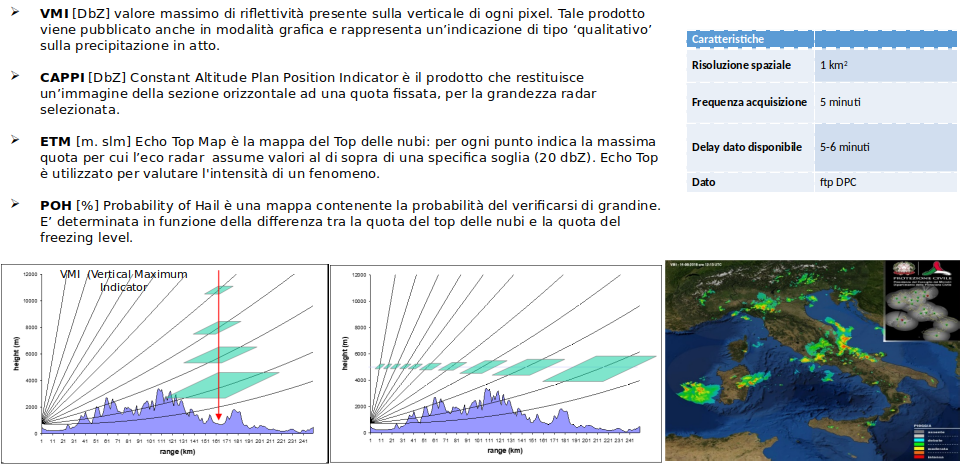 VMI [DbZ] valore massimo di riflettività presente sulla verticale di ogni pixel. Tale prodotto
viene pubblicato anche in modalità grafica e rappresenta un’indicazione di tipo ‘qualitativo’
sulla precipitazione in atto.
CAPPI [DbZ] Constant Altitude Plan Position Indicator è il prodotto che restituisce
un’immagine della sezione orizzontale ad una quota fissata, per la grandezza radar
selezionata.
ETM [m. slm] Echo Top Map è la mappa del Top delle nubi: per ogni punto indica la massima
quota per cui l’eco radar assume valori al di sopra di una specifica soglia (20 dbZ). Echo Top
è utilizzato per valutare l'intensità di un fenomeno.
POH [%] Probability of Hail è una mappa contenente la probabilità del verificarsi di grandine.
E’ determinata in funzione della differenza tra la quota del top delle nubi e la quota del
freezing level.
Caratteristiche
Risoluzione spaziale 1 km²
Frequenza acquisizione 5 minuti
Delay dato disponibile 5-6 minuti
Dato ftp DPC
VMI (Vertical Maximum
Indicator
height (m)
12000
10000
8000
6000
4000
2000
0
1 11 21 31 41 51 61 71 81 91 101 111 121 131 141 151 161 171 181 191 201 211 221 231 241
range (km)
height (m)
12000
10000
8000
6000
4000
2000
0
1 11 21 31 41 51 61 71 81 91 101 111 121 131 141 151 161 171 181 191 201 211 221 231 241
range (km)
PROTEZIONE CIVILE